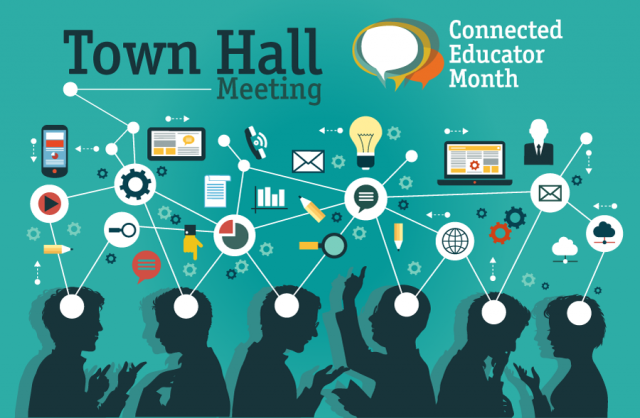 Town Hall
Meeting
Connected
Educator
Month